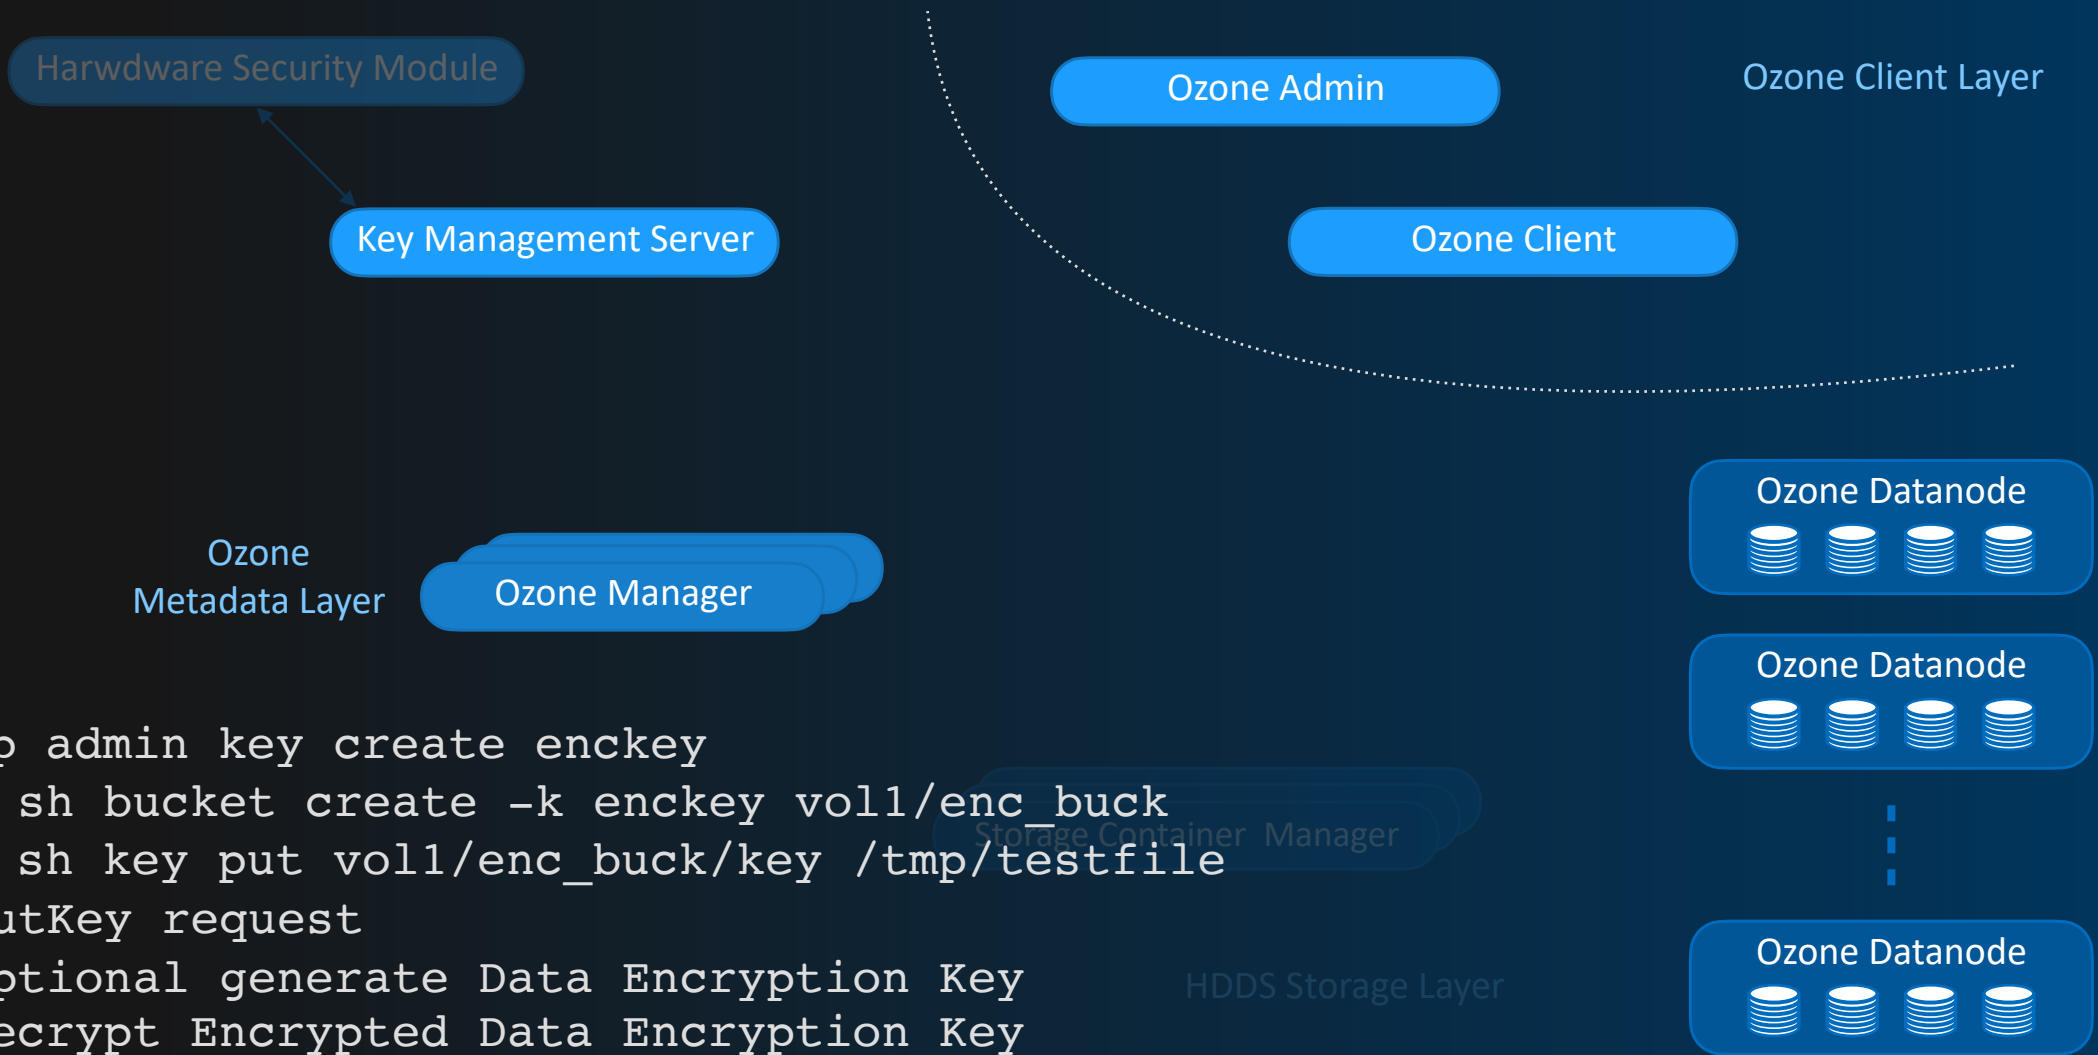 Harwdware Security Module
Ozone Admin
Ozone Client Layer
Key Management Server
Ozone Client
Ozone Datanode
Ozone
Metadata Layer
Ozone Manager
Ozone Datanode
p admin key create enckey
sh bucket create -k enckey vol1/enc_buck
Storage Container Manager
sh key put vol1/enc_buck/key /tmp/testfile
utKey request
ptional generate Data Encryption Key
HDDS Storage Layer
ecrypt Encrypted Data Encryption Key
Ozone Datanode